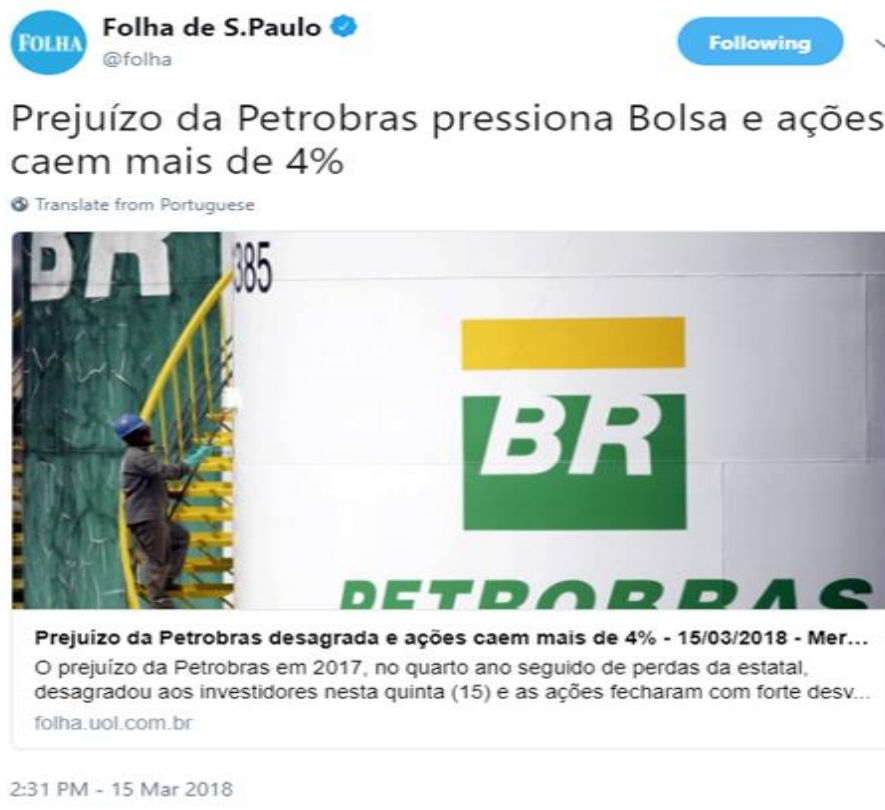 FOLHA
Folha de S.Paulo
@folha
Following
Prejuízo da Petrobras pressiona Bolsa e ações
caem mais de 4%
Translate from Portuguese
BR
385
BR
PETROBRAS
Prejuízo da Petrobras desagrada e ações caem mais de 4% - 15/03/2018 - Mer...
O prejuízo da Petrobras em 2017, no quarto ano seguido de perdas da estatal,
desagradou aos investidores nesta quinta (15) e as ações fecharam com forte desv...
folha.uol.com.br
2:31 PM - 15 Mar 2018